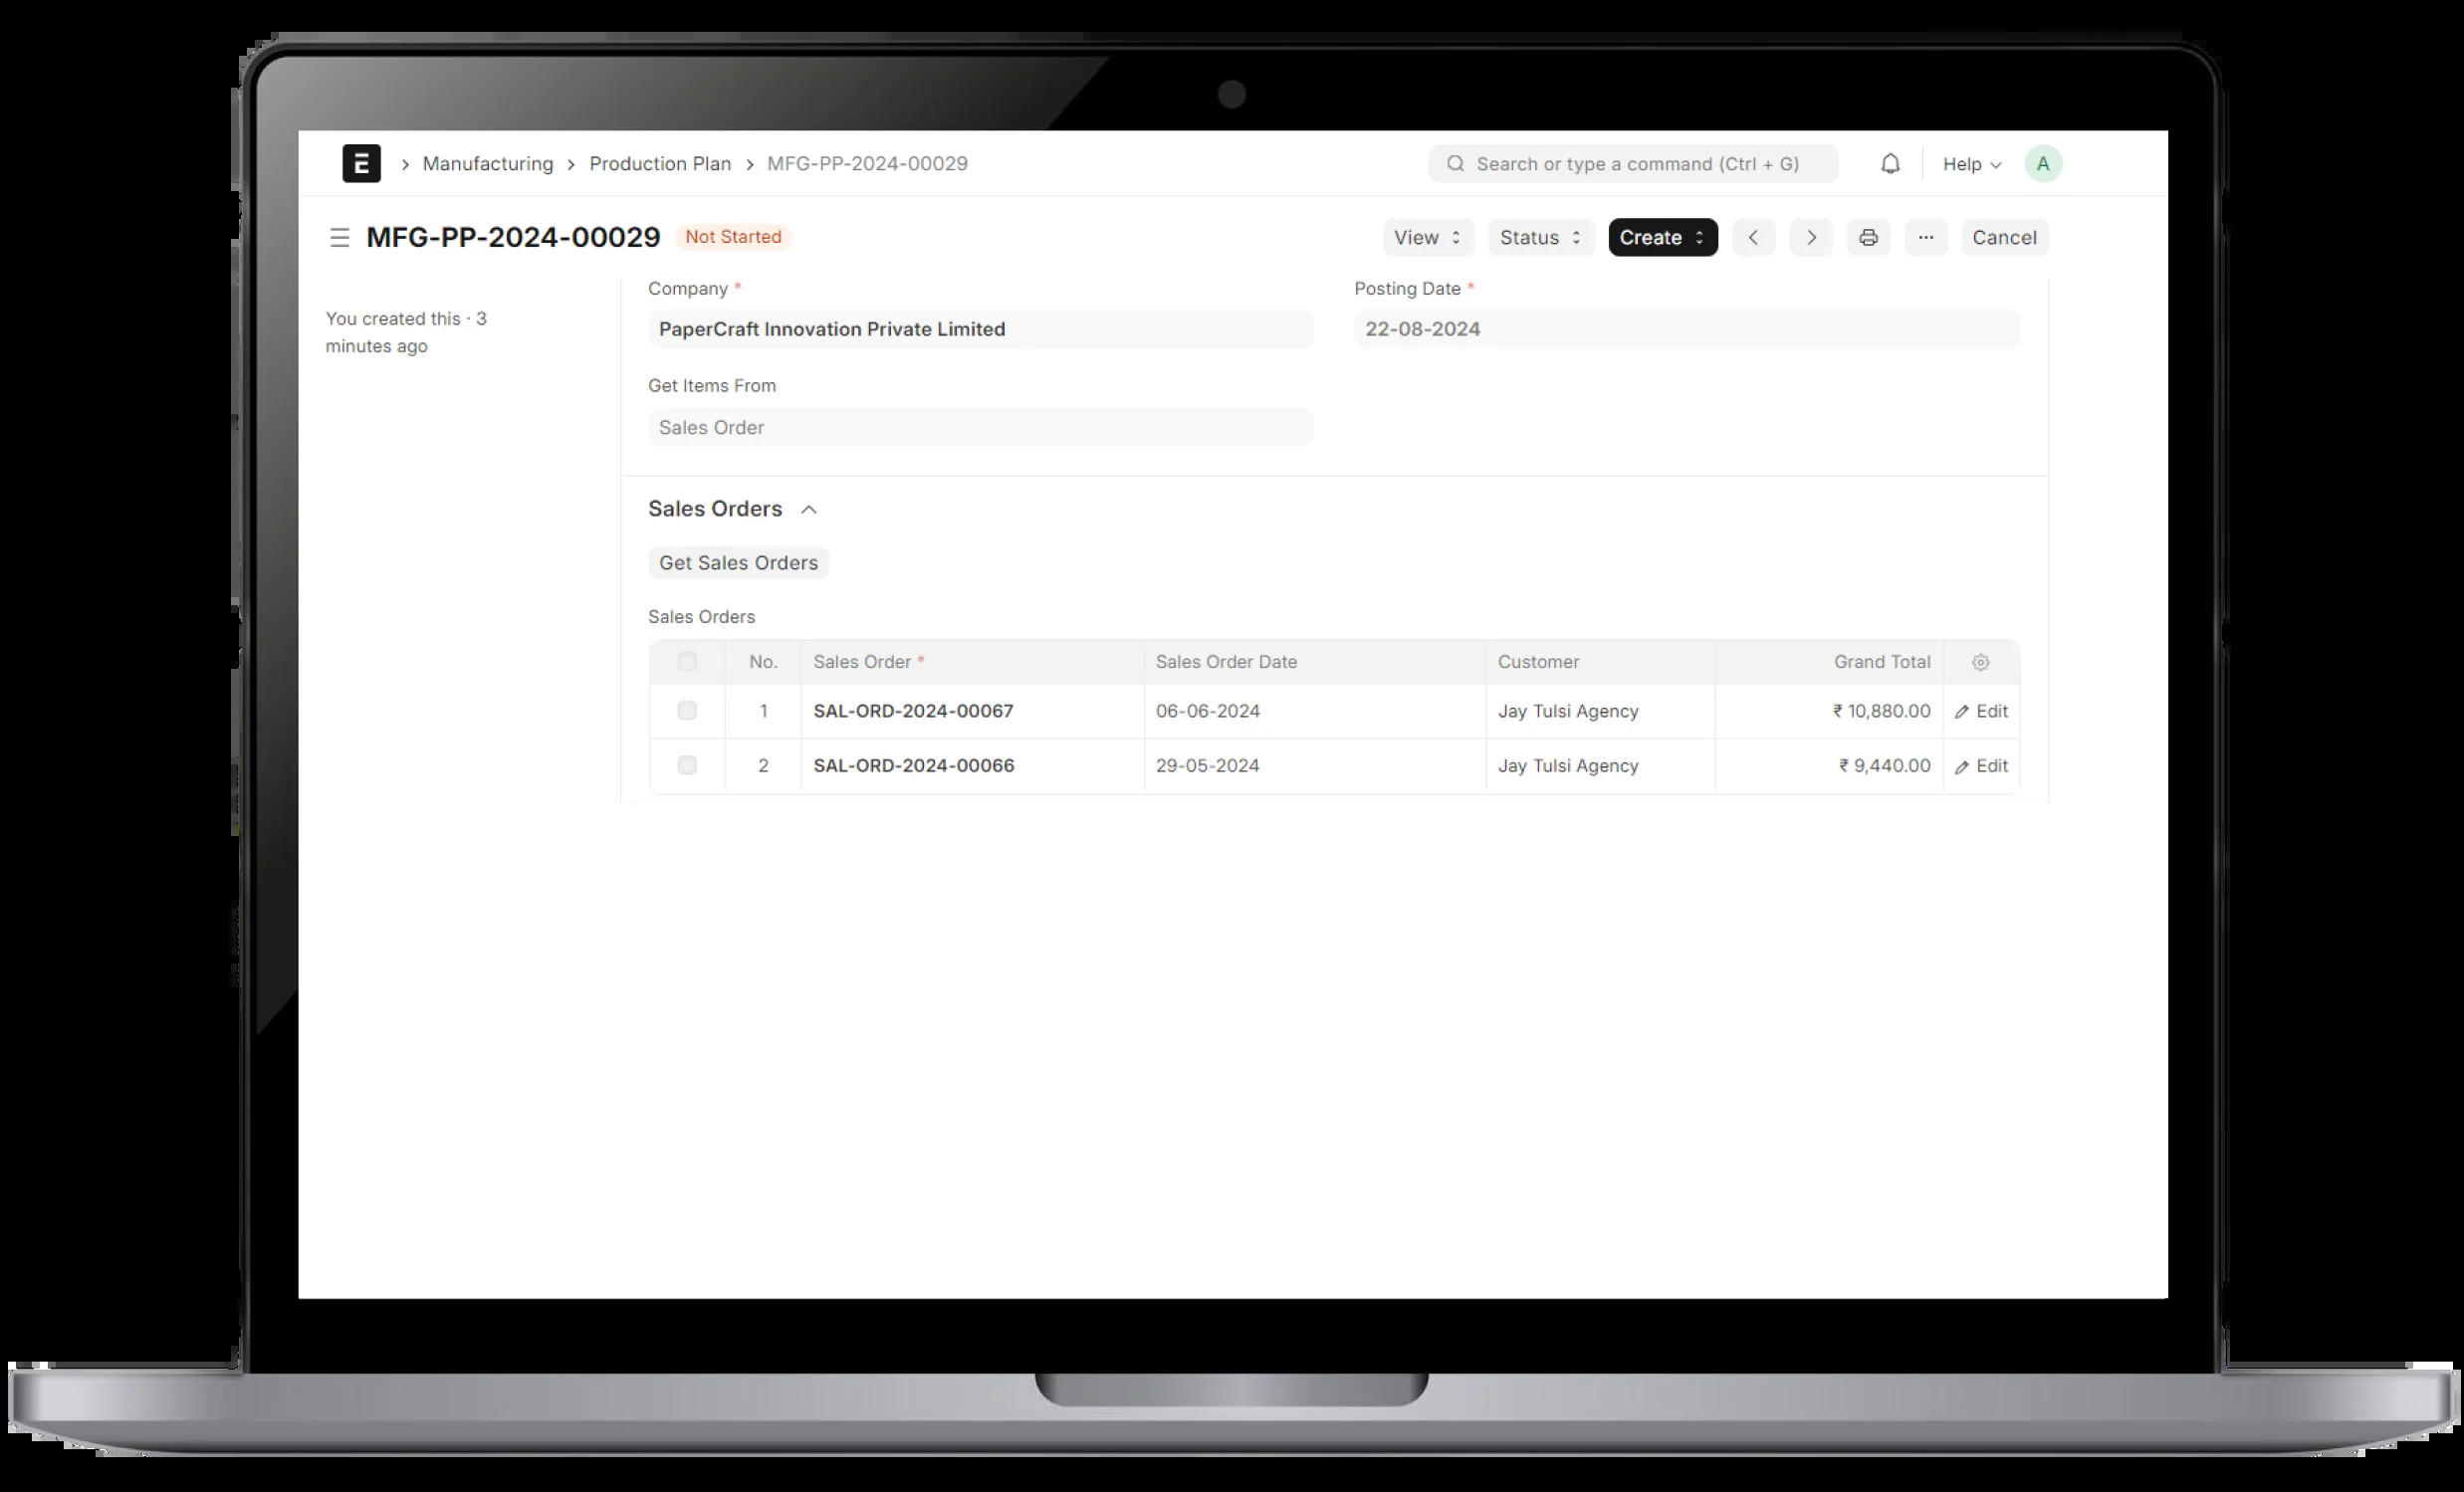 E
Manufacturing
Production Plan
MFG-PP-2024-00029
Search or type a command (Ctrl + G)
Help
A
MFG-PP-2024-00029
Not Started
View
Status
Create
Cancel
You created this · 3
minutes ago
Company *
Posting Date *
PaperCraft Innovation Private Limited
22-08-2024
Get Items From
Sales Order
Sales Orders
Get Sales Orders
Sales Orders
No. Sales Order * Sales Order Date Customer Grand Total
1 SAL-ORD-2024-00067 06-06-2024 Jay Tulsi Agency ₹ 10,880.00 Edit
2 SAL-ORD-2024-00066 29-05-2024 Jay Tulsi Agency ₹ 9,440.00 Edit